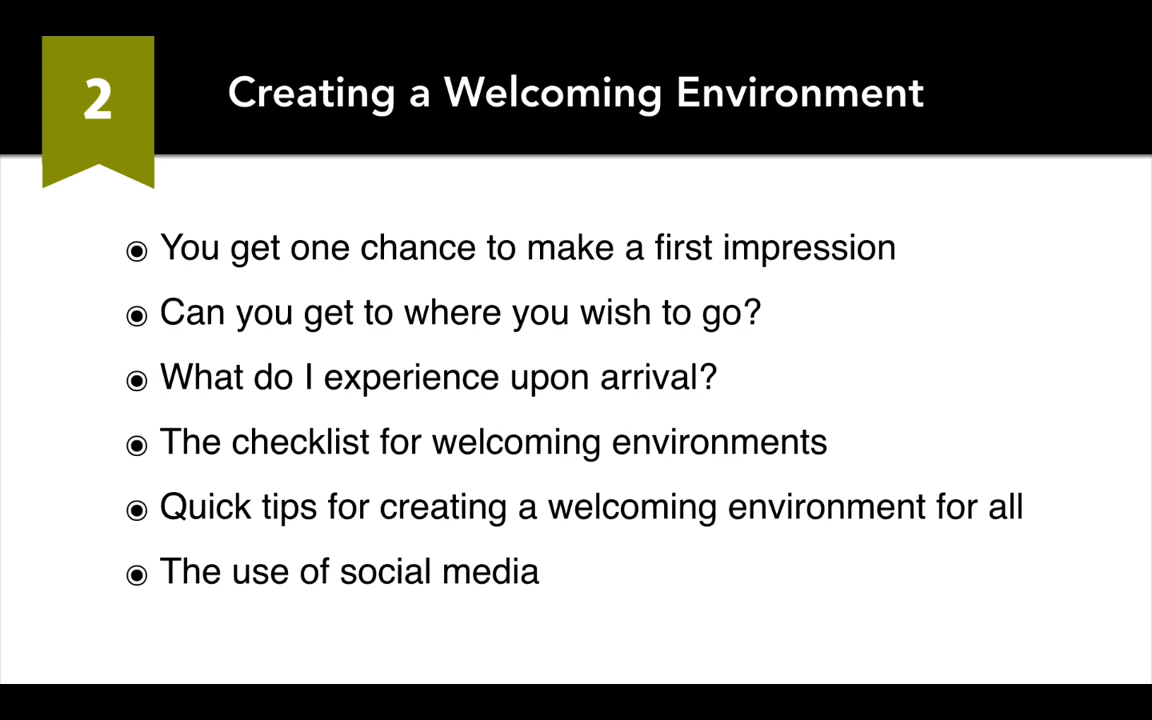 2
Creating a Welcoming Environment
You get one chance to make a first impression
Can you get to where you wish to go?
What do I experience upon arrival?
The checklist for welcoming environments
Quick tips for creating a welcoming environment for all
The use of social media